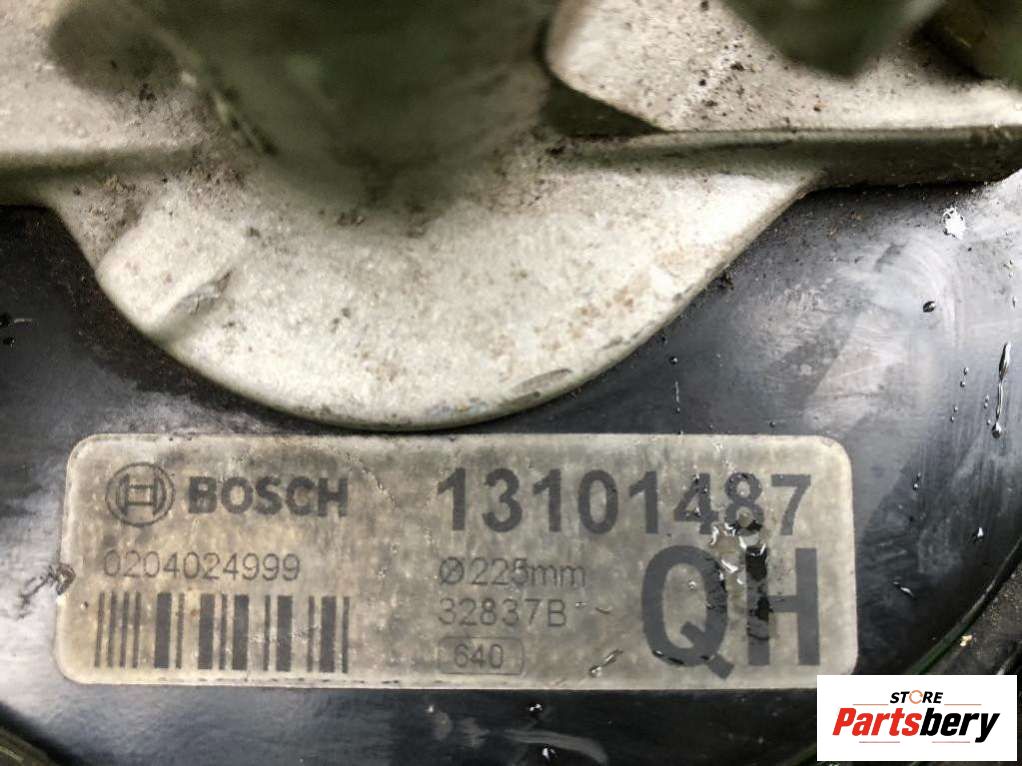 BOSCH
0204024999
13101487
Ø225mm
32837B
640
QH
STORE
Partsbery